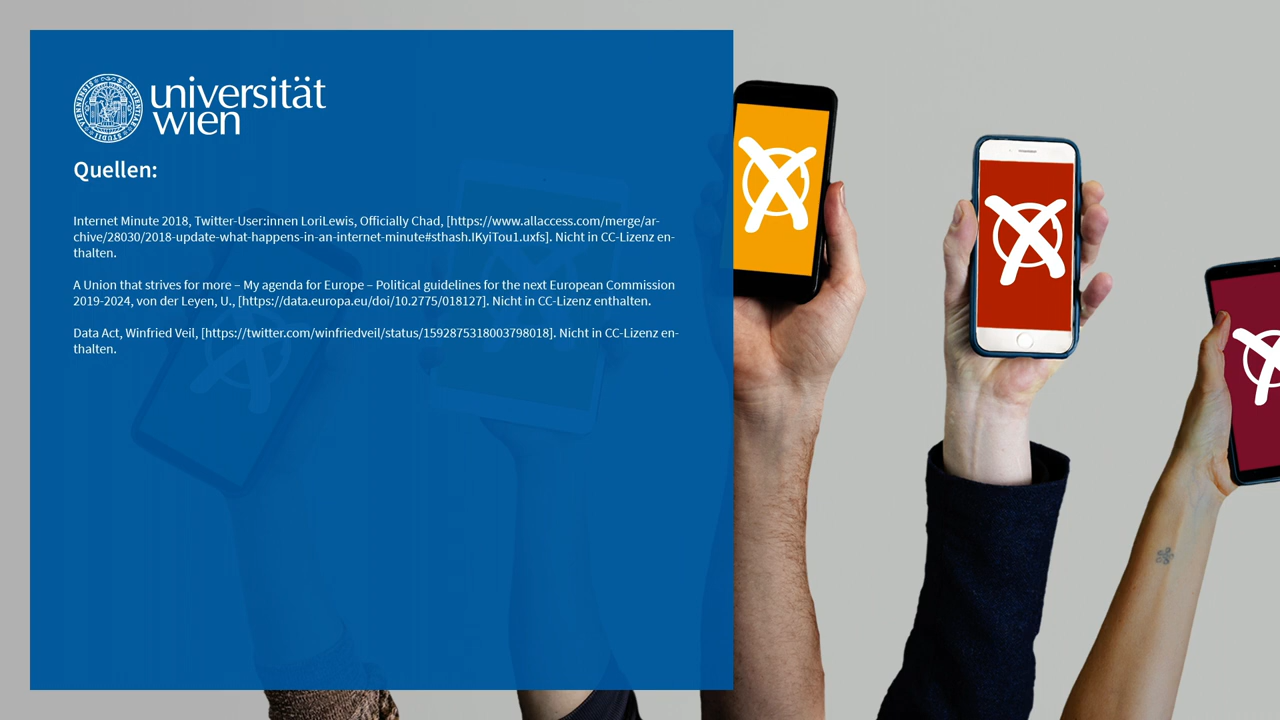 universität
wien
Quellen:
Internet Minute 2018, Twitter-User:innen LoriLewis, Officially Chad, [https://www.allaccess.com/merge/ar-
chive/28030/2018-update-what-happens-in-an-internet-minute#sthash.IKyiTou1.uxfs]. Nicht in CC-Lizenz en-
thalten.
A Union that strives for more – My agenda for Europe – Political guidelines for the next European Commission
2019-2024, von der Leyen, U., [https://data.europa.eu/doi/10.2775/018127]. Nicht in CC-Lizenz enthalten.
Data Act, Winfried Veil, [https://twitter.com/winfriedveil/status/1592875318003798018]. Nicht in CC-Lizenz en-
thalten.